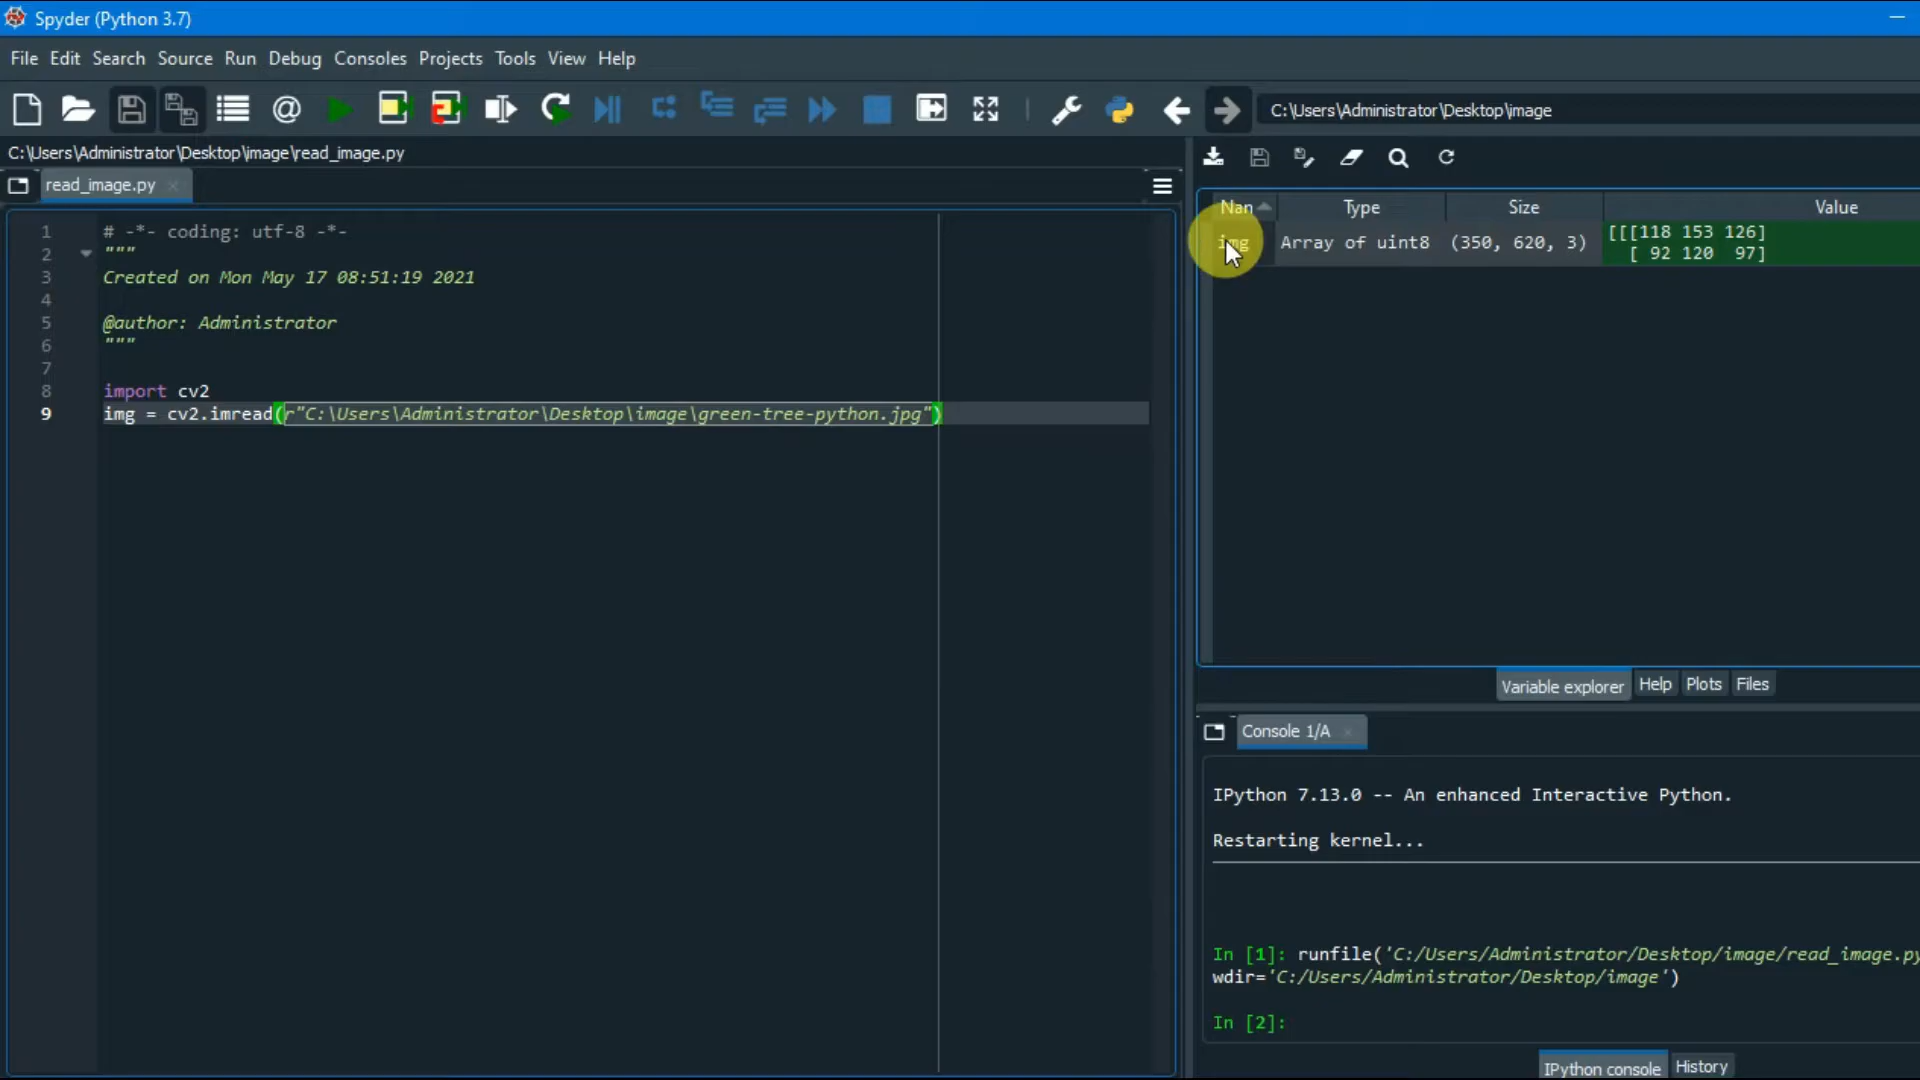 Spyder (Python 3.7)
File Edit Search Source Run Debug Consoles Projects Tools View Help
C:\Users\Administrator\Desktop\image
C:\Users\Administrator\Desktop\image\read_image.py
read_image.py
Nan Type Size Value
img Array of uint8 (350, 620, 3) [[[118 153 126]
[ 92 120 97]
1 # -*- coding: utf-8 -*-
2 """
3 Created on Mon May 17 08:51:19 2021
4
5 @author: Administrator
6 """
7
8 import cv2
9 img = cv2.imread(r"C:\Users\Administrator\Desktop\image\green-tree-python.jpg")
Variable explorer Help Plots Files
Console 1/A
IPython 7.13.0 -- An enhanced Interactive Python.
Restarting kernel...
In [1]: runfile('C:/Users/Administrator/Desktop/image/read_image.py
wdir='C:/Users/Administrator/Desktop/image')
In [2]:
IPython console History